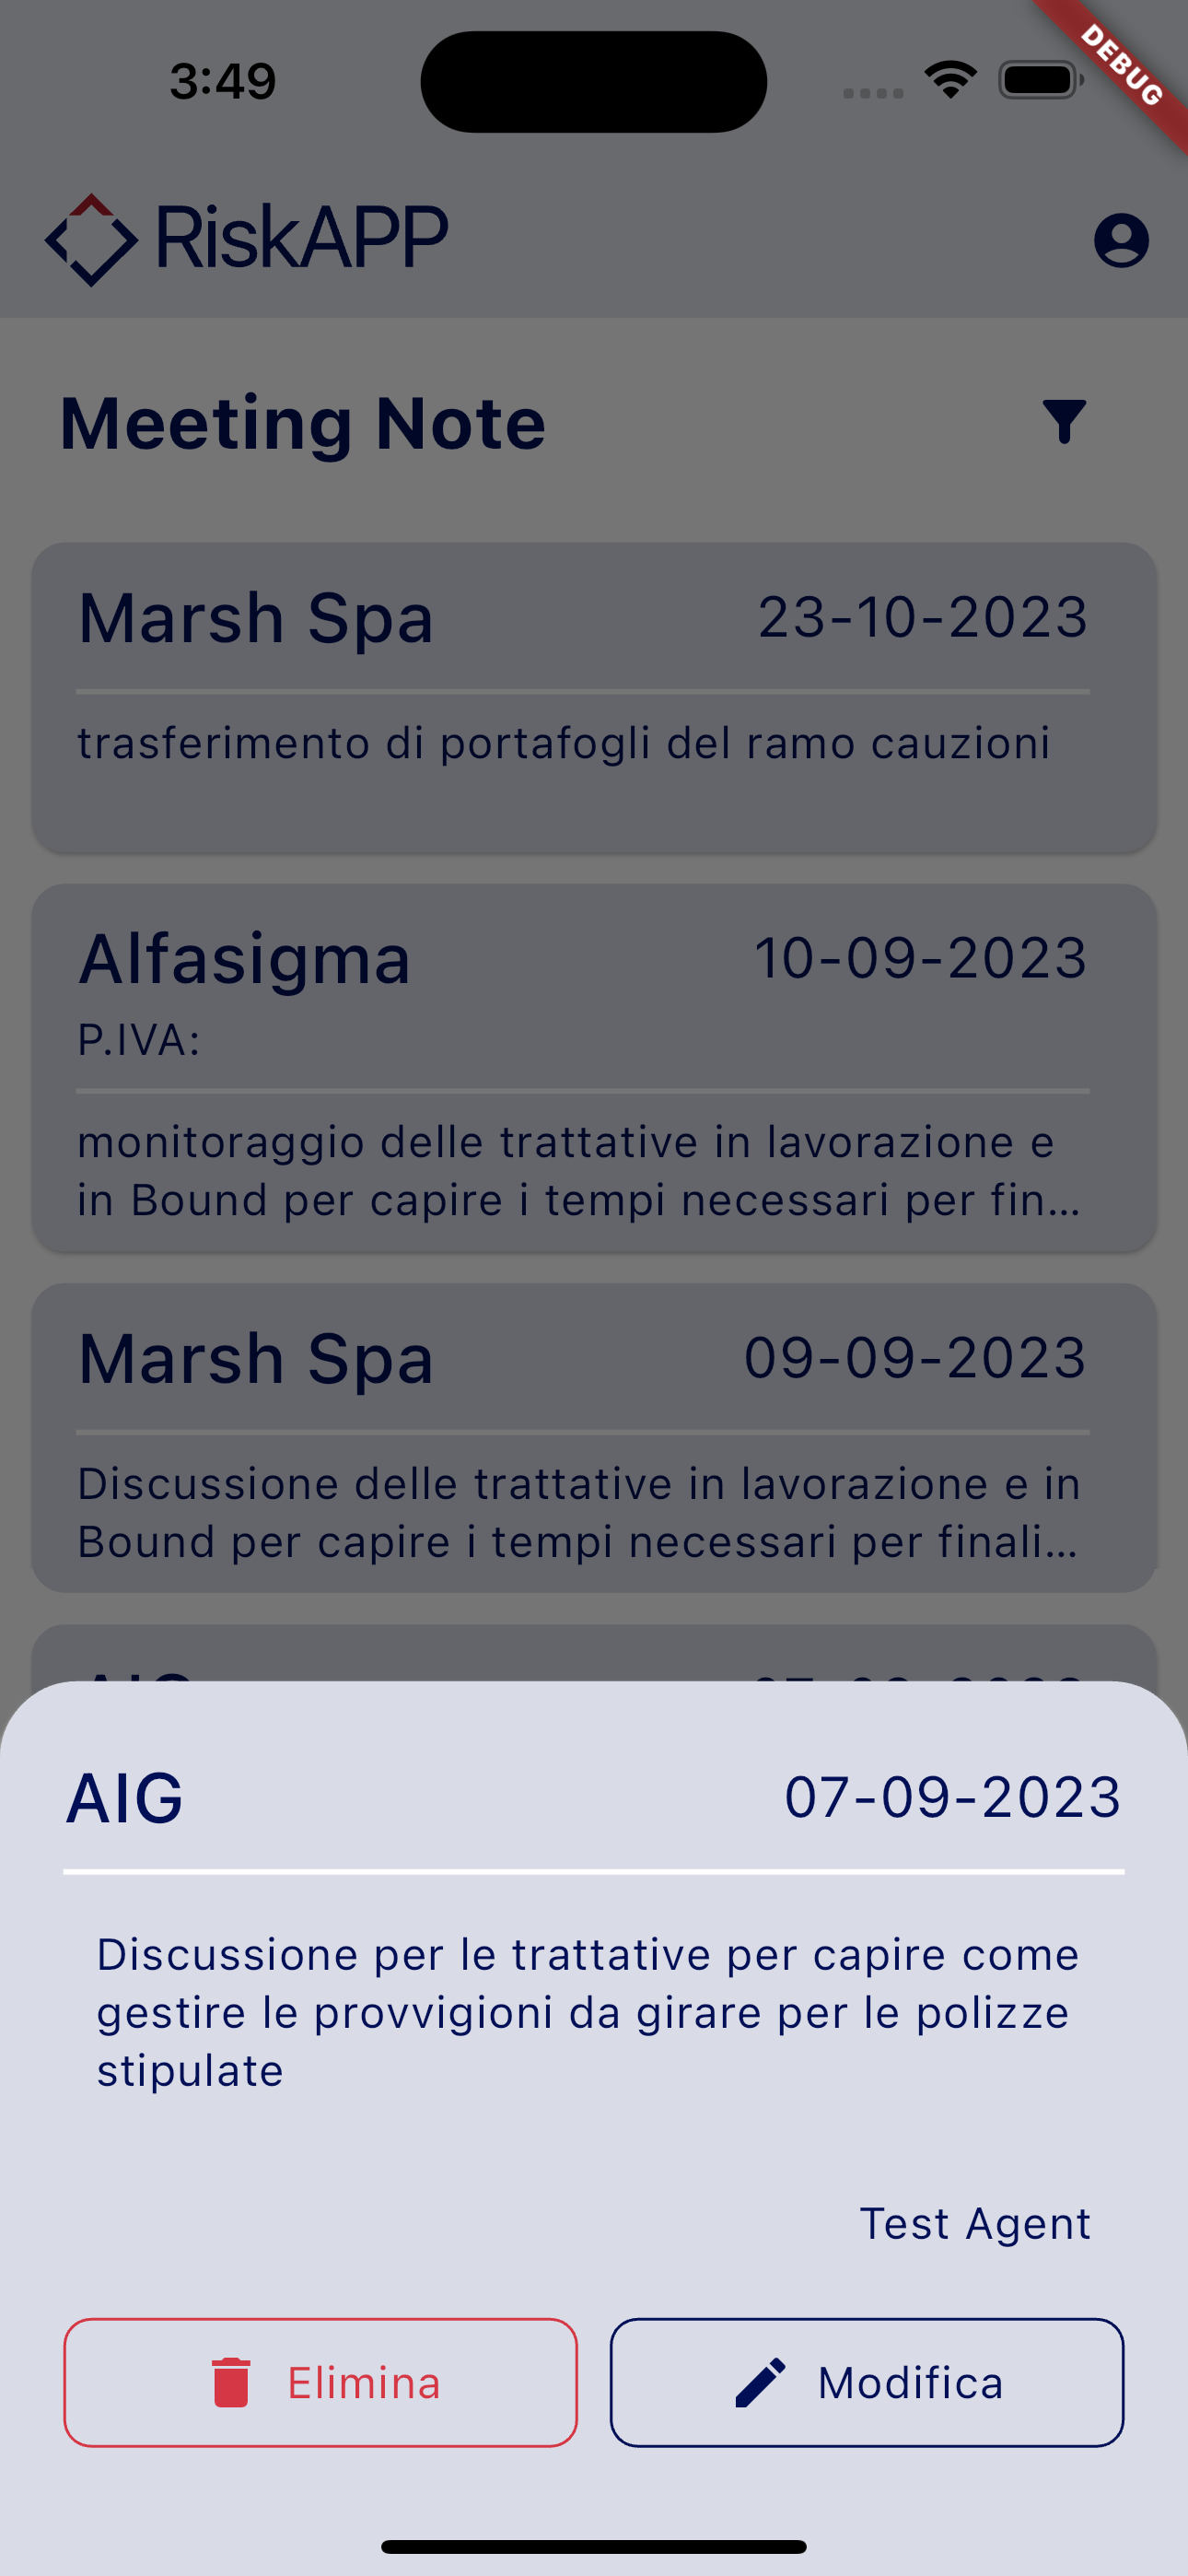 3:49
DEBUG
RiskAPP
Meeting Note
Marsh Spa 23-10-2023
trasferimento di portafogli del ramo cauzioni
Alfasigma 10-09-2023
P.IVA:
monitoraggio delle trattative in lavorazione e
in Bound per capire i tempi necessari per fin...
Marsh Spa 09-09-2023
Discussione delle trattative in lavorazione e in
Bound per capire i tempi necessari per finali...
AIG 07-09-2023
Discussione per le trattative per capire come
gestire le provvigioni da girare per le polizze
stipulate
Test Agent
Elimina Modifica